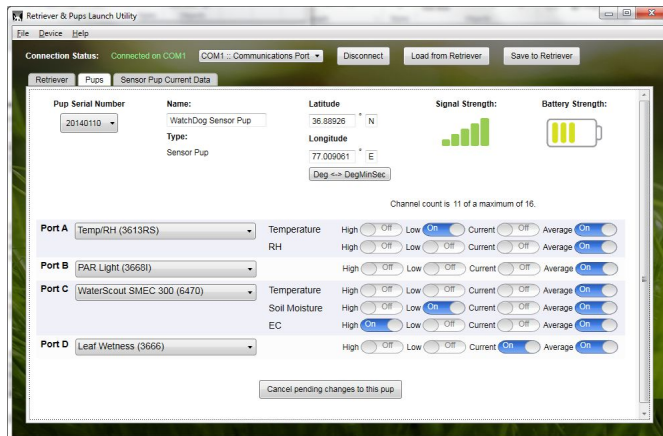 Retriever & Pups Launch Utility
File Device Help
Connection Status: Connected on COM1 COM1 :: Communications Port Disconnect Load from Retriever Save to Retriever
Retriever Pups Sensor Pup Current Data
Pup Serial Number Name: Latitude Signal Strength: Battery Strength:
20140110 WatchDog Sensor Pup 36.88926 ° N
Type: Longitude
Sensor Pup 77.009061 ° E
Deg <-> DegMinSec
Channel count is 11 of a maximum of 16.
Port A Temp/RH (3613RS) Temperature High Off Low On Current Off Average On
RH High Off Low Off Current Off Average On
Port B PAR Light (3668I) High Off Low Off Current Off Average On
Port C WaterScout SMEC 300 (6470) Temperature High Off Low Off Current Off Average On
Soil Moisture High Off Low On Current Off Average On
EC High On Low Off Current Off Average On
Port D Leaf Wetness (3666) High Off Low Off Current On Average On
Cancel pending changes to this pup